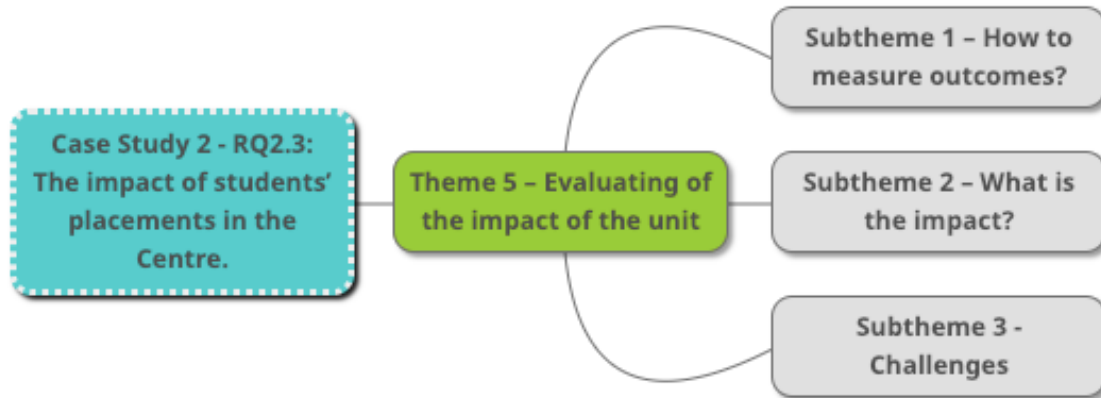 Case Study 2 - RQ2.3:
The impact of students’
placements in the
Centre.
Theme 5 – Evaluating of
the impact of the unit
Subtheme 1 – How to
measure outcomes?
Subtheme 2 – What is
the impact?
Subtheme 3 -
Challenges